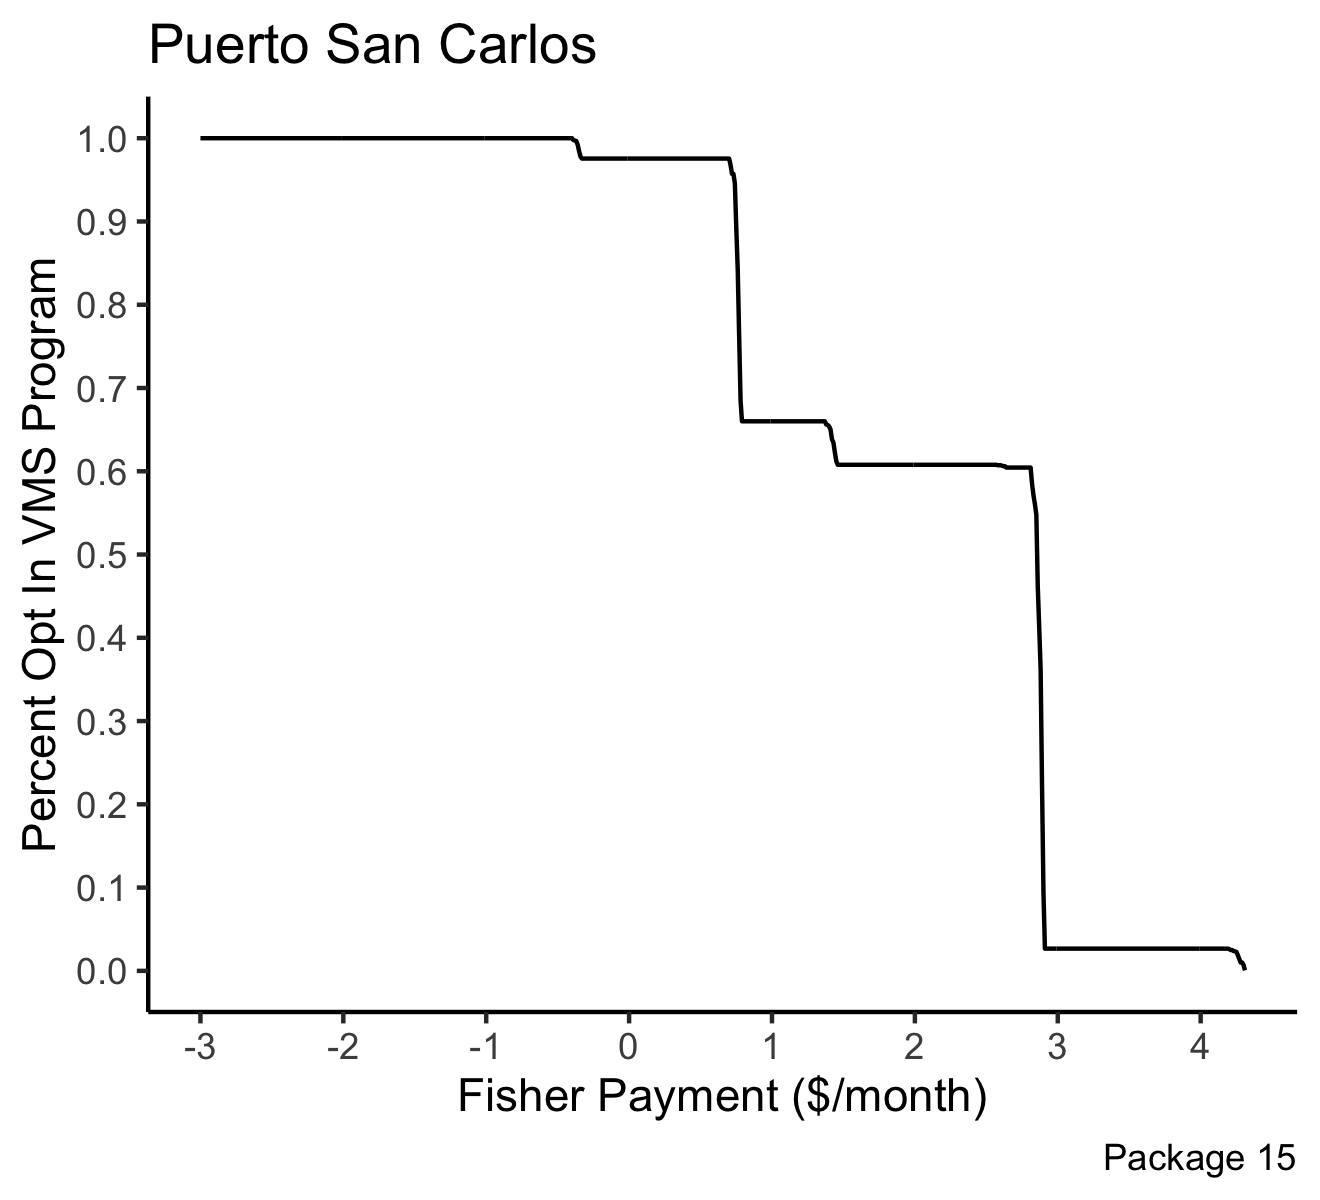 Puerto San Carlos
Percent Opt In VMS Program
1.0
0.9
0.8
0.7
0.6
0.5
0.4
0.3
0.2
0.1
0.0
-3 -2 -1 0 1 2 3 4
Fisher Payment ($/month)
Package 15